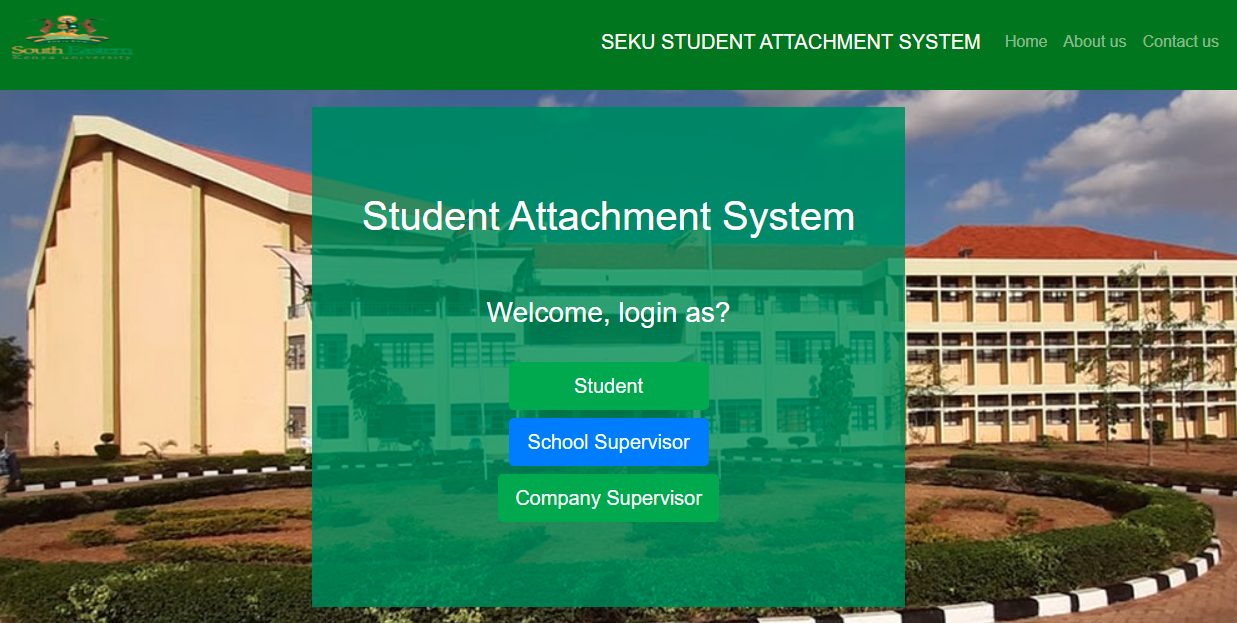 South Eastern
Kenya University
SEKU STUDENT ATTACHMENT SYSTEM
Home
About us
Contact us
Student Attachment System
Welcome, login as?
Student
School Supervisor
Company Supervisor